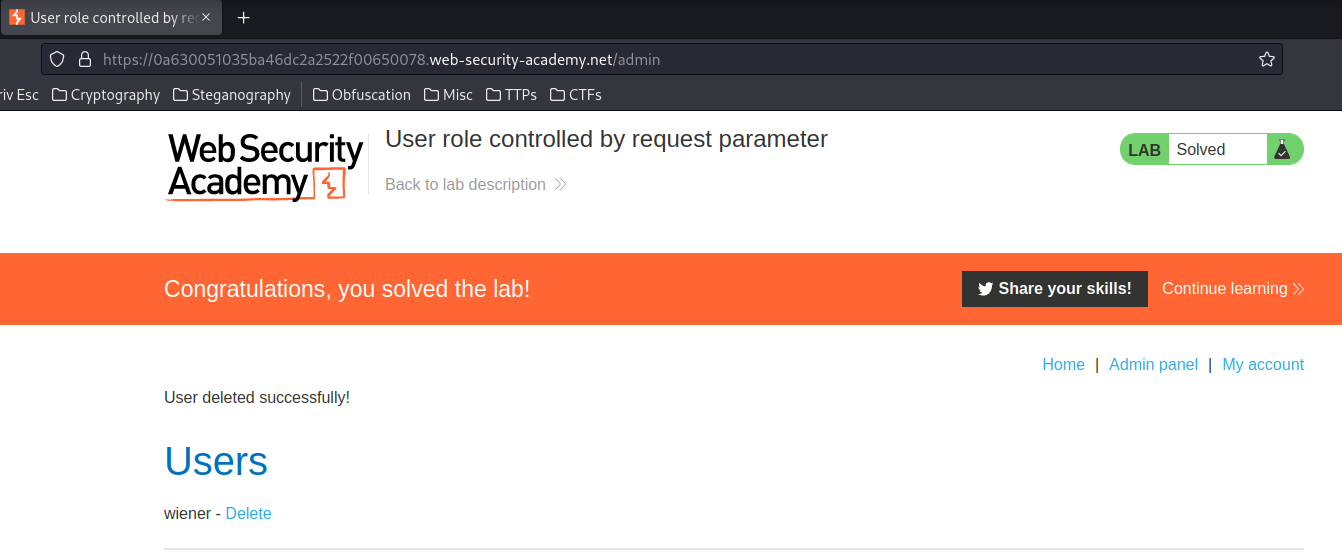 User role controlled by re
https://0a630051035ba46dc2a2522f00650078.web-security-academy.net/admin
riv Esc Cryptography Steganography Obfuscation Misc TTPs CTFs
Web Security
Academy
User role controlled by request parameter
Back to lab description
LAB Solved
Congratulations, you solved the lab!
Share your skills!
Continue learning
Home | Admin panel | My account
User deleted successfully!
Users
wiener - Delete